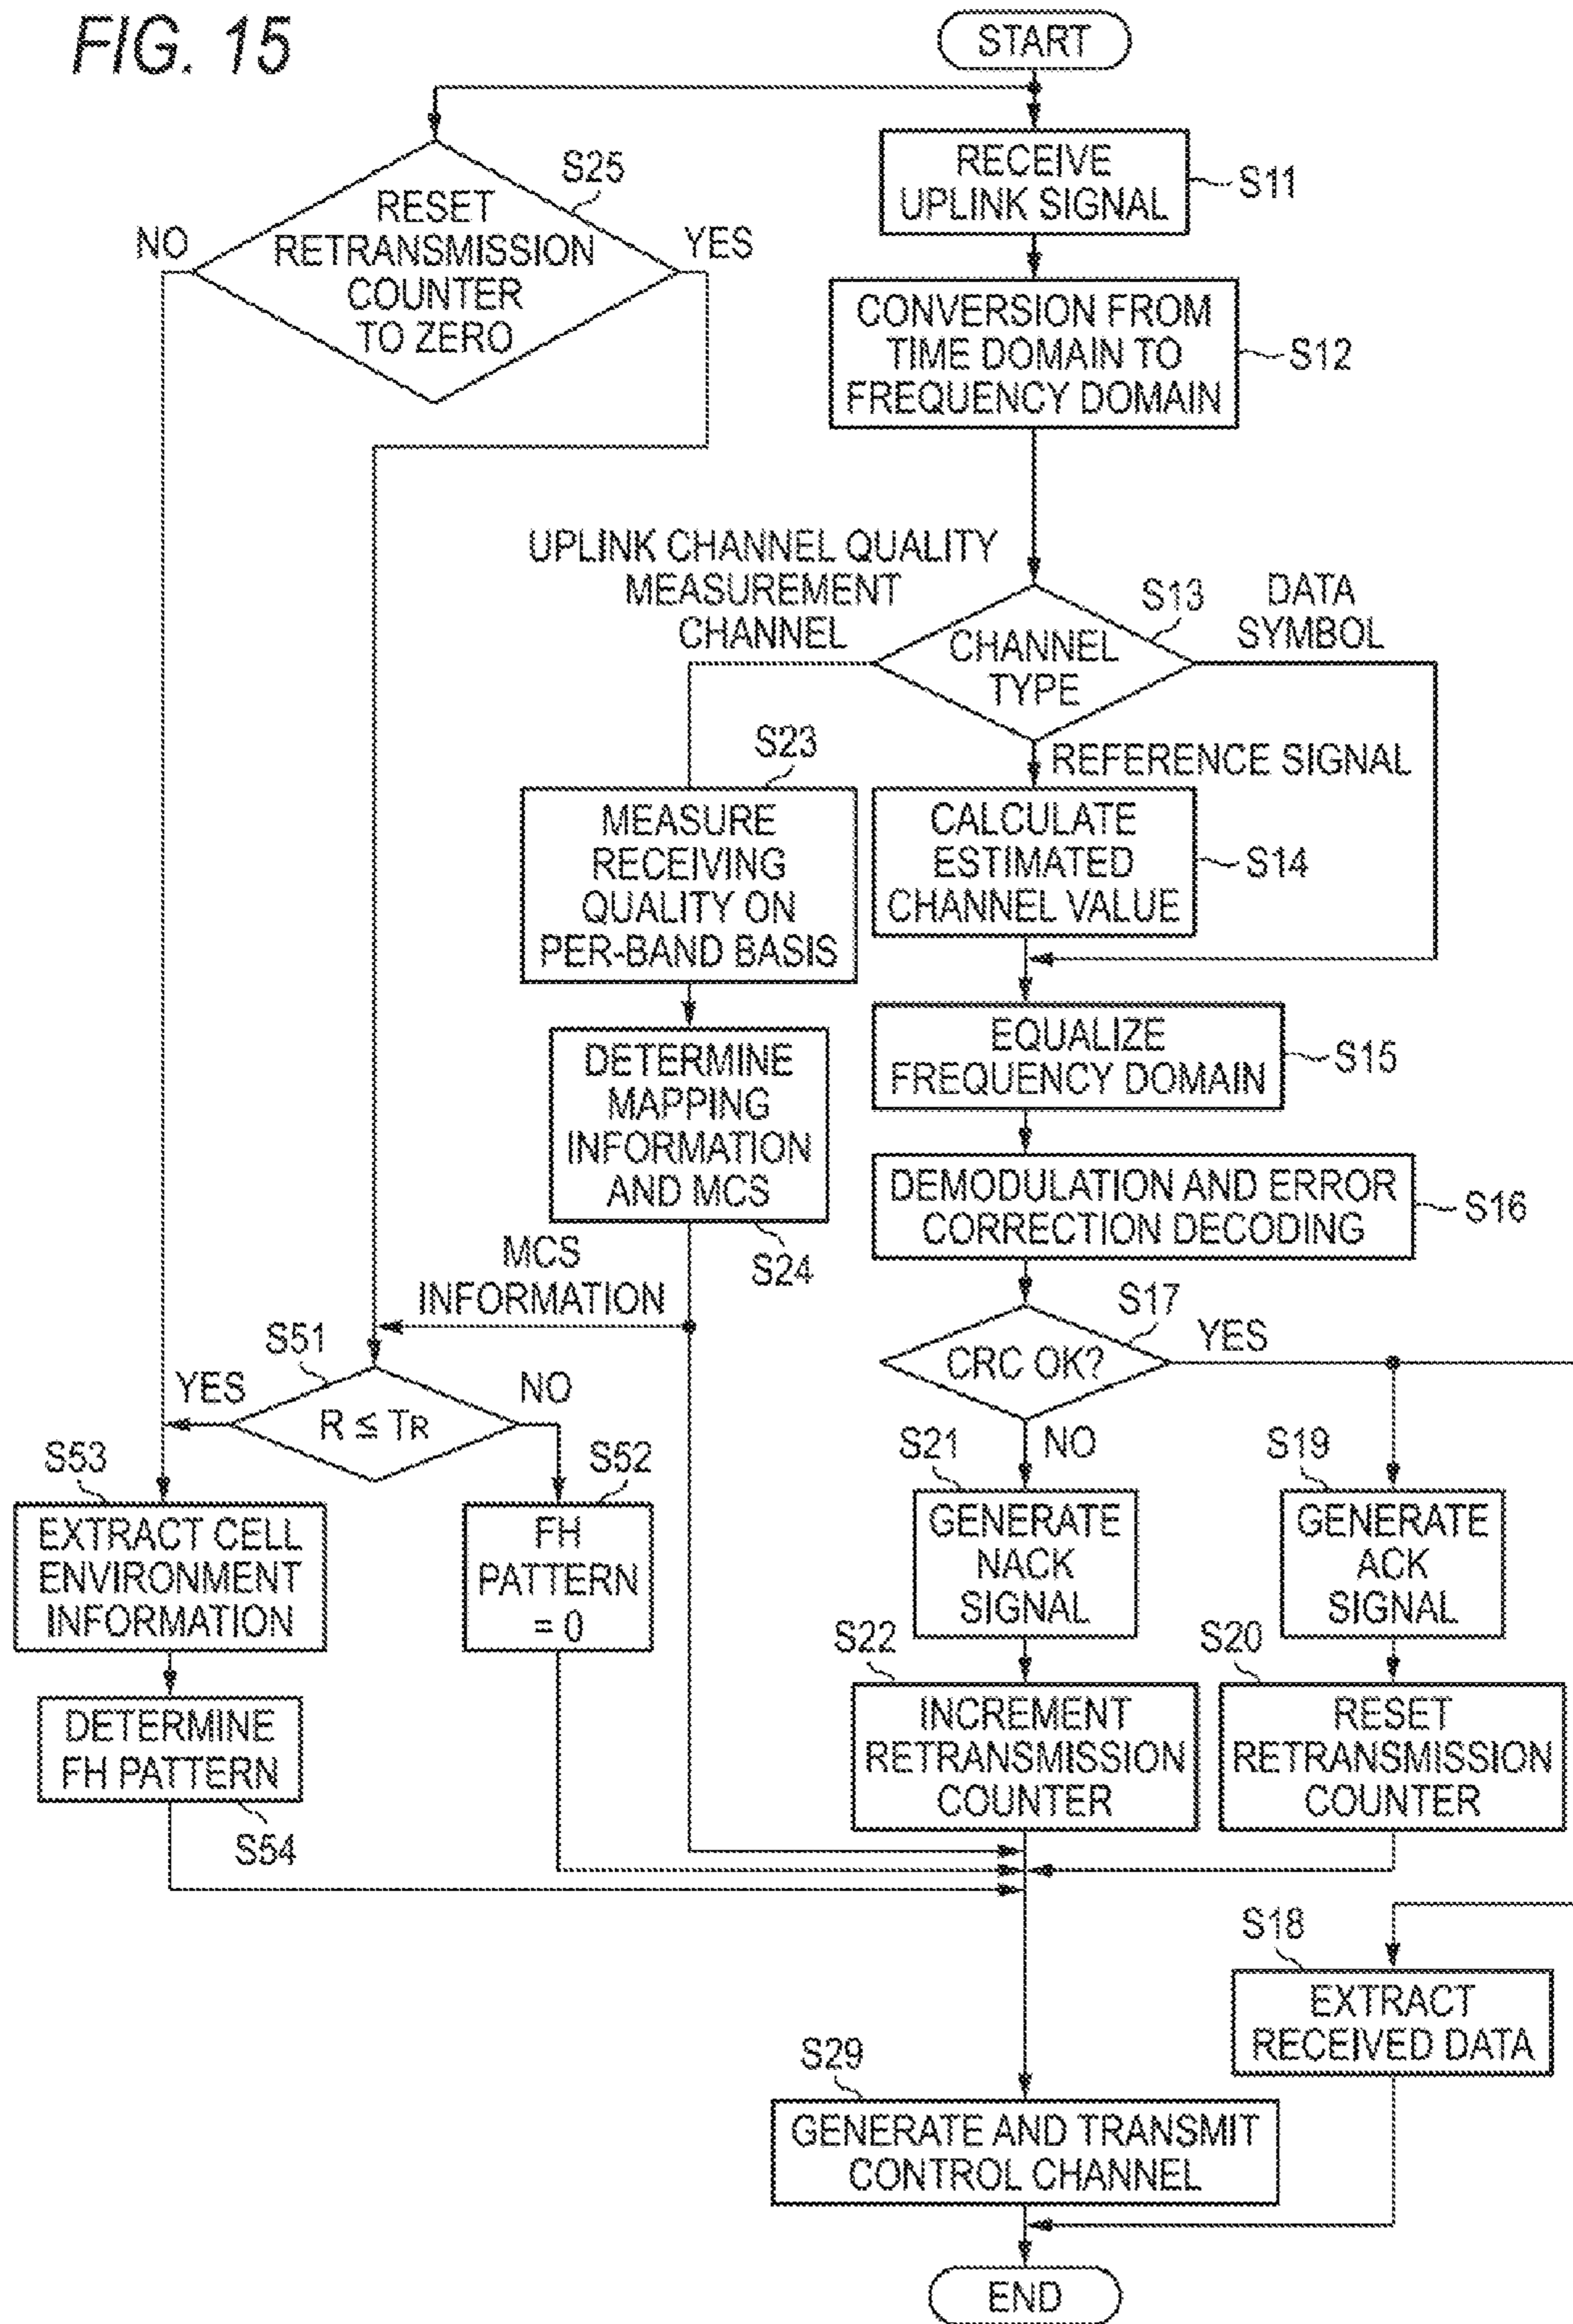 FIG. 15
START
S25
RESET
RETRANSMISSION
COUNTER
TO ZERO
NO
YES
RECEIVE
UPLINK SIGNAL
S11
CONVERSION FROM
TIME DOMAIN TO
FREQUENCY DOMAIN
S12
UPLINK CHANNEL QUALITY
MEASUREMENT
CHANNEL
S13
CHANNEL
TYPE
DATA
SYMBOL
REFERENCE SIGNAL
S23
MEASURE
RECEIVING
QUALITY ON
PER-BAND BASIS
CALCULATE
ESTIMATED
CHANNEL VALUE
S14
DETERMINE
MAPPING
INFORMATION
AND MCS
S24
EQUALIZE
FREQUENCY DOMAIN
S15
DEMODULATION AND ERROR
CORRECTION DECODING
S16
MCS
INFORMATION
S17
CRC OK?
YES
NO
S51
R ≤ TR
YES
NO
S53
EXTRACT CELL
ENVIRONMENT
INFORMATION
S52
FH
PATTERN
= 0
S21
GENERATE
NACK
SIGNAL
S19
GENERATE
ACK
SIGNAL
DETERMINE
FH PATTERN
S54
S22
INCREMENT
RETRANSMISSION
COUNTER
S20
RESET
RETRANSMISSION
COUNTER
S18
EXTRACT
RECEIVED DATA
S29
GENERATE AND TRANSMIT
CONTROL CHANNEL
END